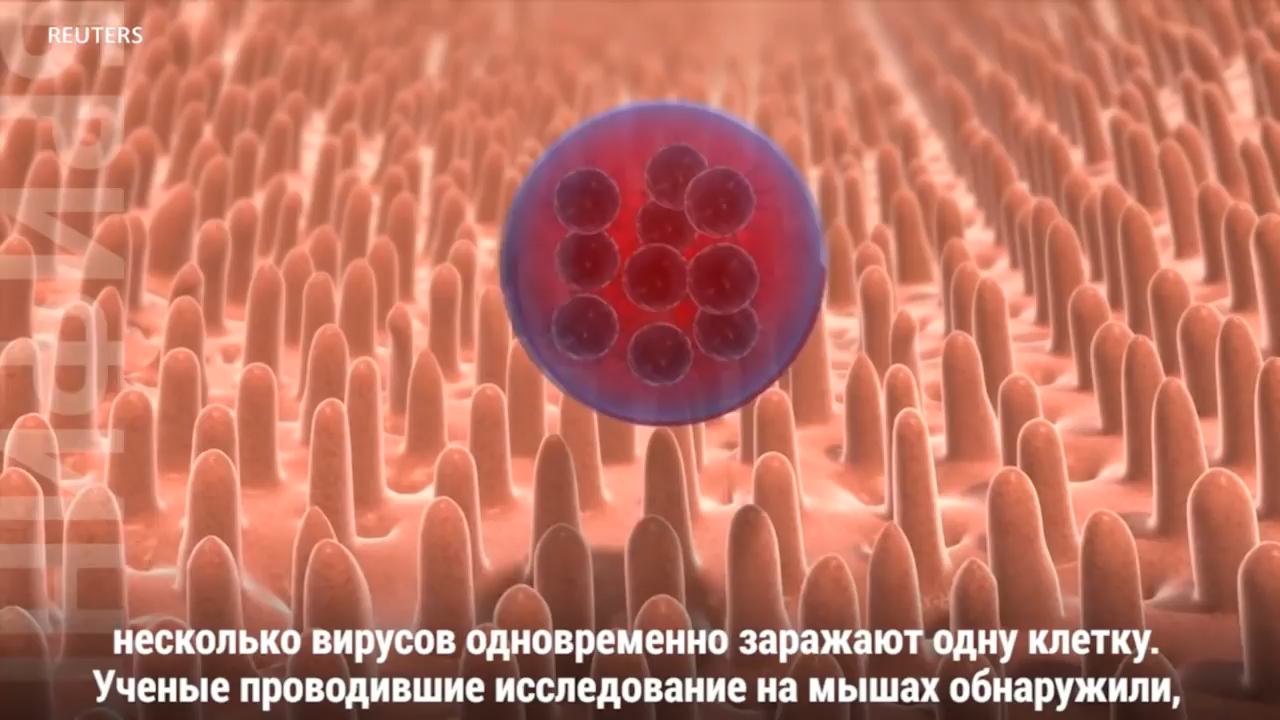 REUTERS
несколько вирусов одновременно заражают одну клетку.
Ученые проводившие исследование на мышах обнаружили,